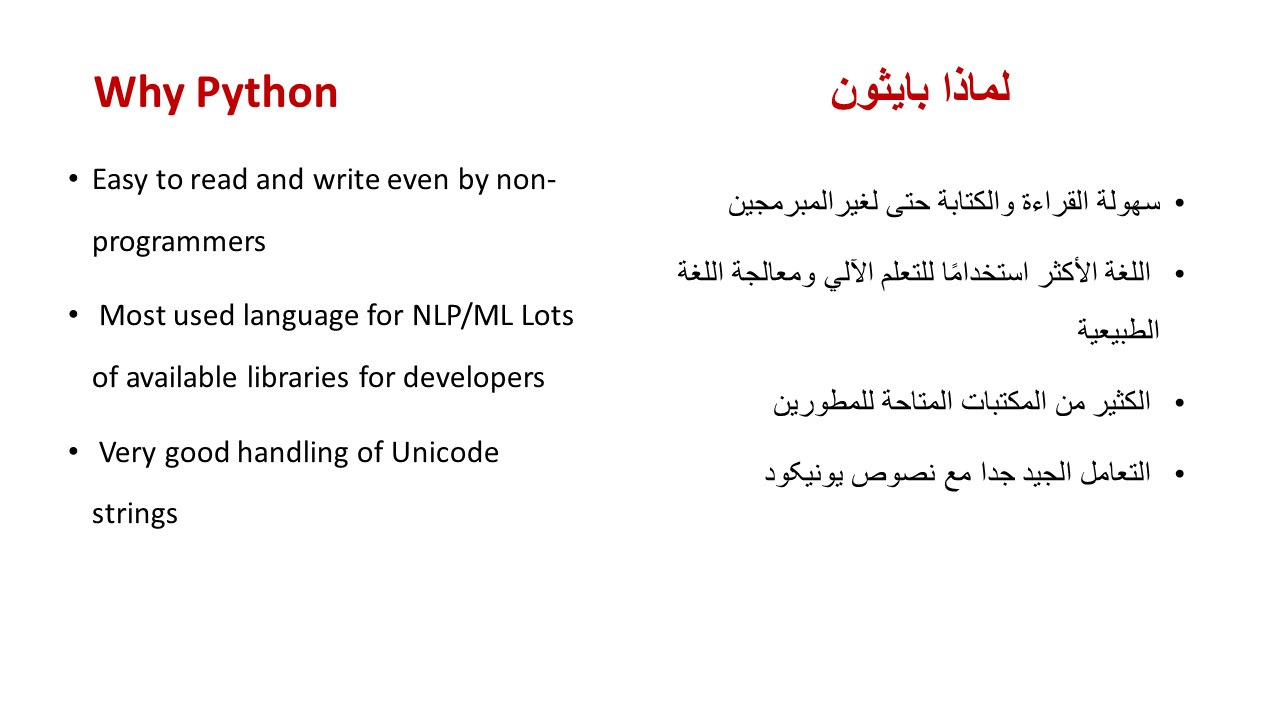 Why Python
• Easy to read and write even by non-
programmers
• Most used language for NLP/ML Lots
of available libraries for developers
• Very good handling of Unicode
strings
لماذا بايثون
• سهولة القراءة والكتابة حتى لغيرالمبرمجين
• اللغة الأكثر استخدامًا للتعلم الآلي ومعالجة اللغة
الطبيعية
• الكثير من المكتبات المتاحة للمطورين
• التعامل الجيد جدا مع نصوص يونيكود